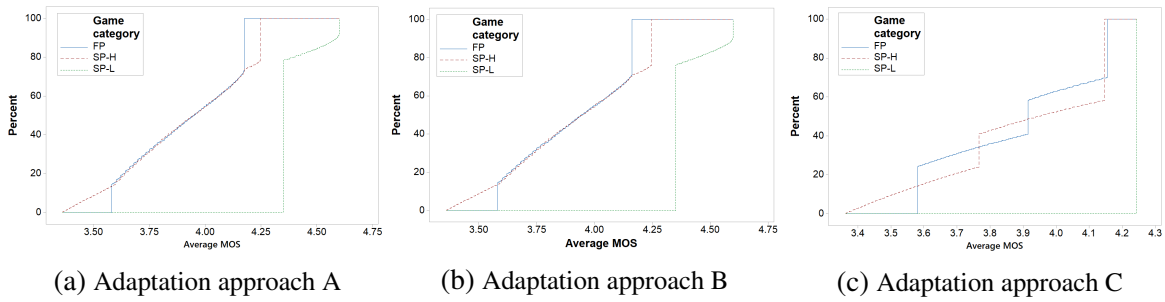 100
80
60
40
20
0
Percent
Game
category
FP
SP-H
SP-L
3.50
3.75
4.00
4.25
4.50
4.75
Average MOS
(a) Adaptation approach A
100
80
60
40
20
0
Percent
Game
category
FP
SP-H
SP-L
3.50
3.75
4.00
4.25
4.50
4.75
Average MOS
(b) Adaptation approach B
100
80
60
40
20
0
Percent
Game
category
FP
SP-H
SP-L
3.4
3.5
3.6
3.7
3.8
3.9
4.0
4.1
4.2
4.3
Average MOS
(c) Adaptation approach C